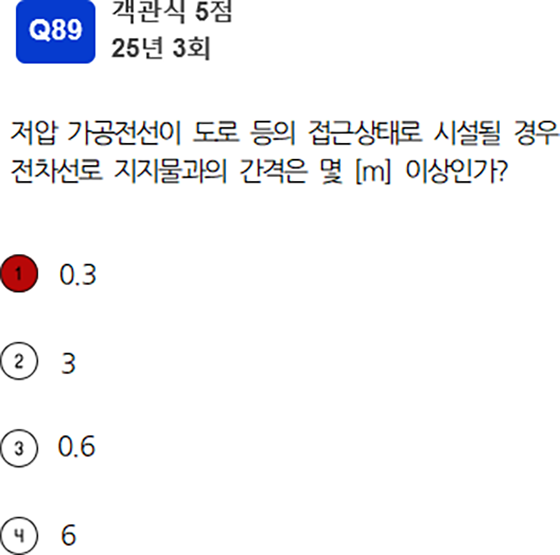 Q89
객관식 5점
25년 3회
저압 가공전선이 도로 등의 접근상태로 시설될 경우
전차선로 지지물과의 간격은 몇 [m] 이상인가?
1 0.3
2 3
3 0.6
4 6